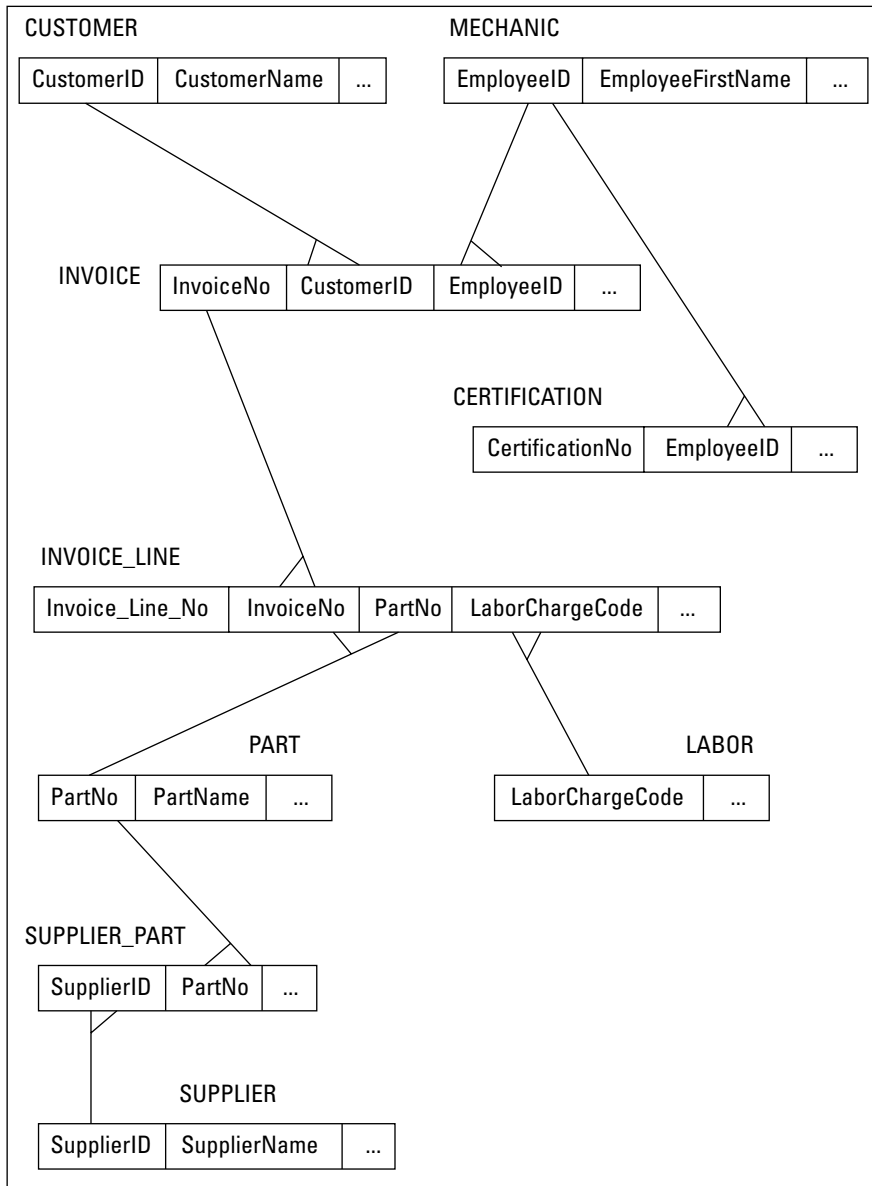 CUSTOMER MECHANIC
CustomerID CustomerName ... EmployeeID EmployeeFirstName ...
INVOICE InvoiceNo CustomerID EmployeeID ...
CERTIFICATION
CertificationNo EmployeeID ...
INVOICE_LINE
Invoice_Line_No InvoiceNo PartNo LaborChargeCode ...
PART LABOR
PartNo PartName ... LaborChargeCode ...
SUPPLIER_PART
SupplierID PartNo ...
SUPPLIER
SupplierID SupplierName ...